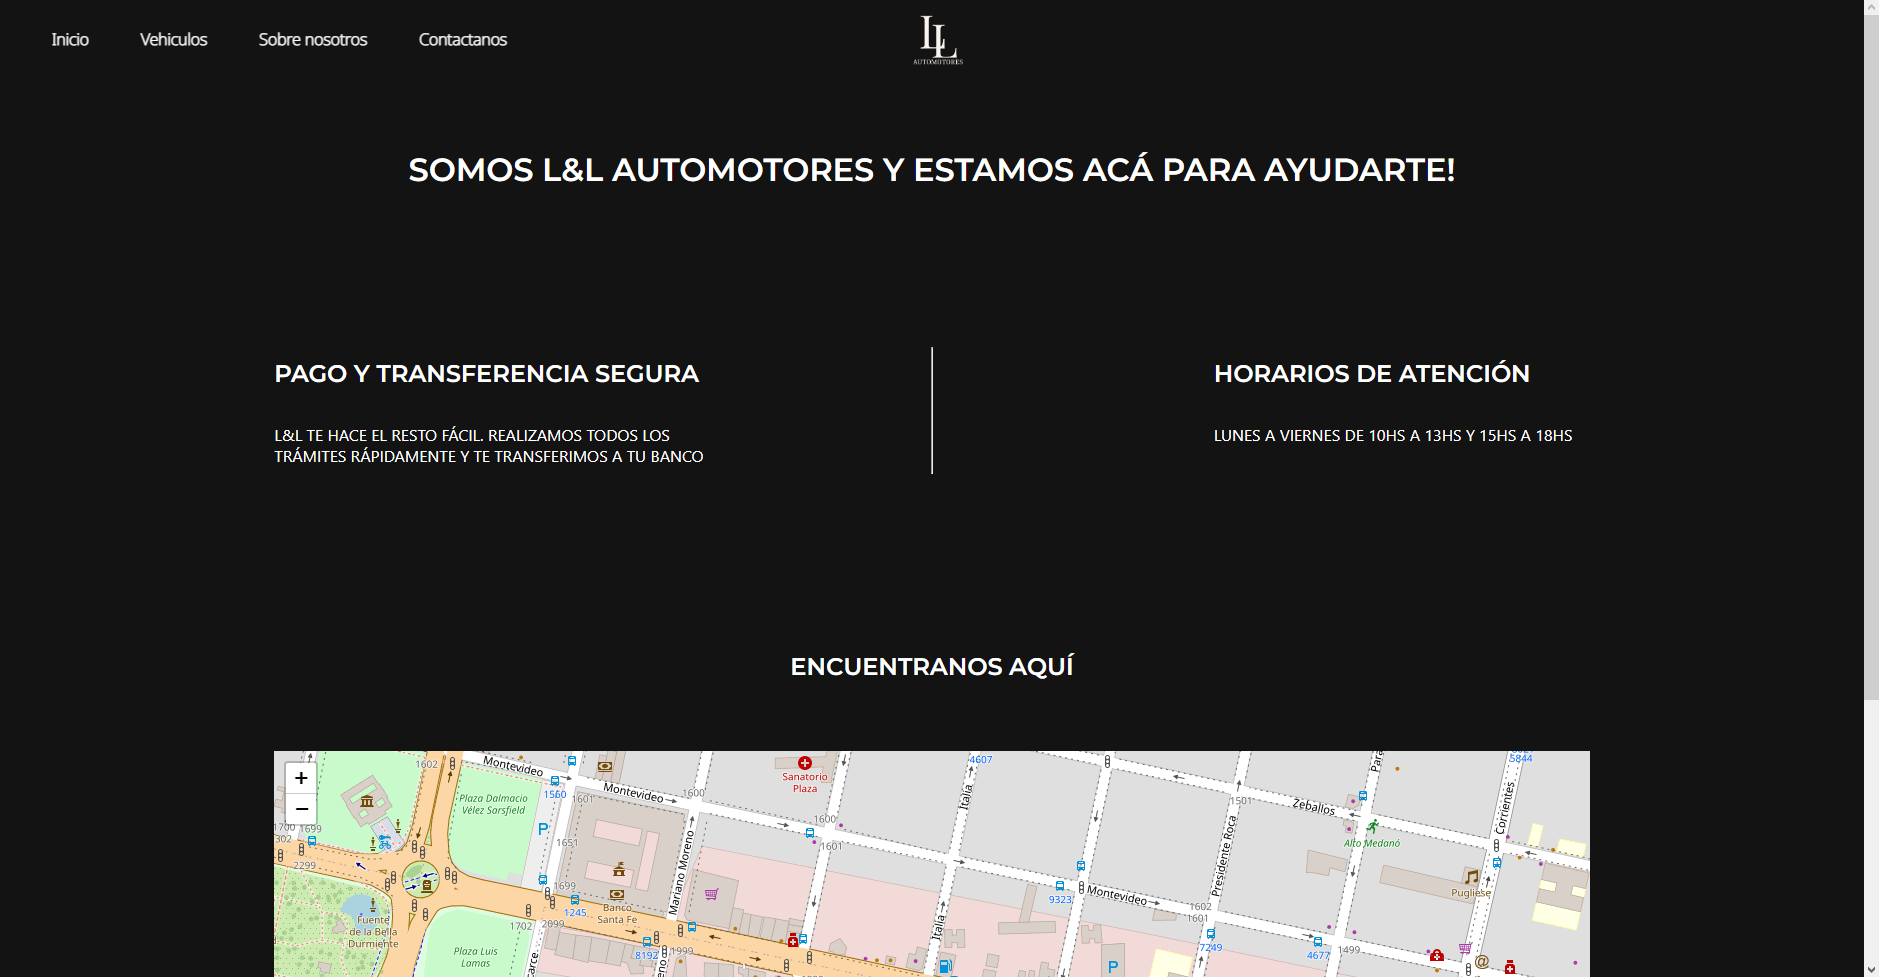 Inicio
Vehiculos
Sobre nosotros
Contactanos
LL
AUTOMOTORES
SOMOS L&L AUTOMOTORES Y ESTAMOS ACÁ PARA AYUDARTE!
PAGO Y TRANSFERENCIA SEGURA
L&L TE HACE EL RESTO FÁCIL. REALIZAMOS TODOS LOS
TRÁMITES RÁPIDAMENTE Y TE TRANSFERIMOS A TU BANCO
HORARIOS DE ATENCIÓN
LUNES A VIERNES DE 10HS A 13HS Y 15HS A 18HS
ENCUENTRANOS AQUÍ
+
−
1602
Montevideo
1560
1601
Montevideo
1600
Sanatorio
Plaza
4607
5844
Plaza Dalmacio
Vélez Sarsfield
Italia
1501
Zeballos
Corrientes
1700
1699
302
2299
P
1651
1600
1601
Mariano Moreno
Presidente Roca
Alto Medanó
1699
1245
Banco
Santa Fe
9323
Montevideo
1602
1601
Pugliese
Fuente
de la Bella
Durmiente
1702
2099
Italia
7249
4677
1499
Plaza Luis
Lamas
8192
1999
P